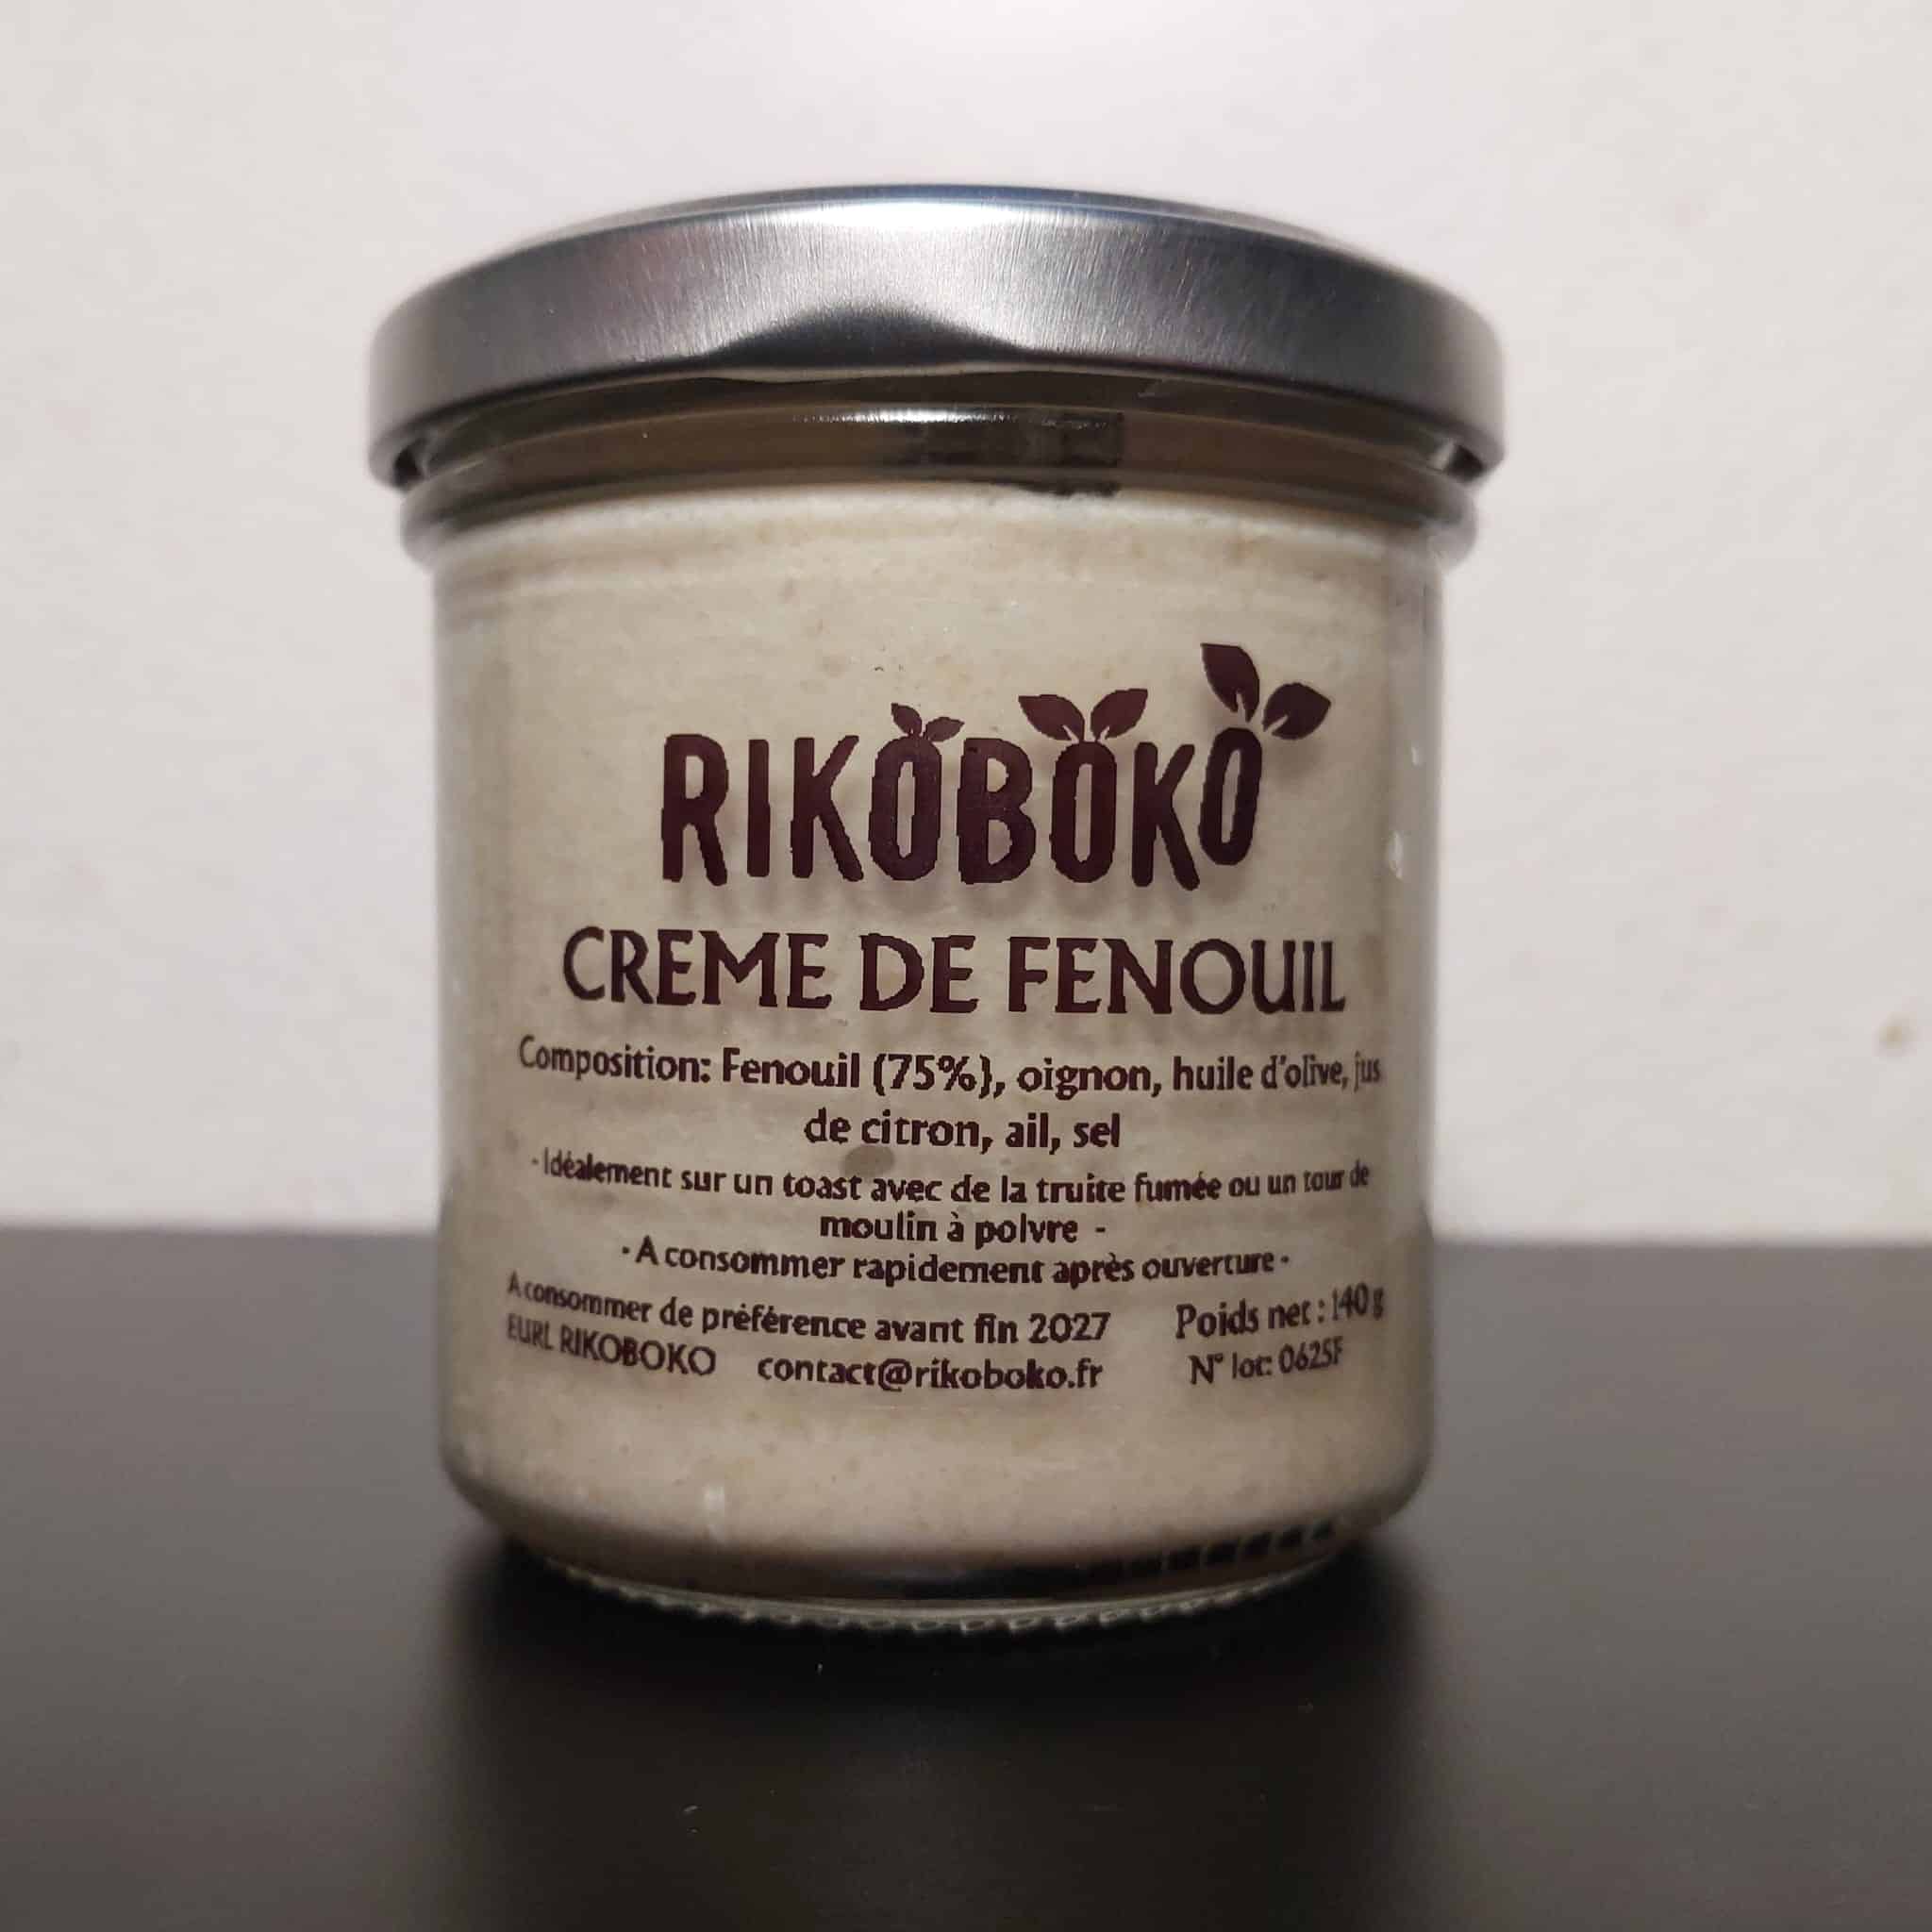 RIKOBOKO
CREME DE FENOUIL
Composition: Fenouil (75%), oignon, huile d'olive, jus
de citron, ail, sel
- Idéalement sur un toast avec de la truite fumée ou un tour de
moulin à poivre -
- A consommer rapidement après ouverture -
A consommer de préférence avant fin 2027 Poids net : 140 g
EURL RIKOBOKO contact@rikoboko.fr N° lot: 0625F